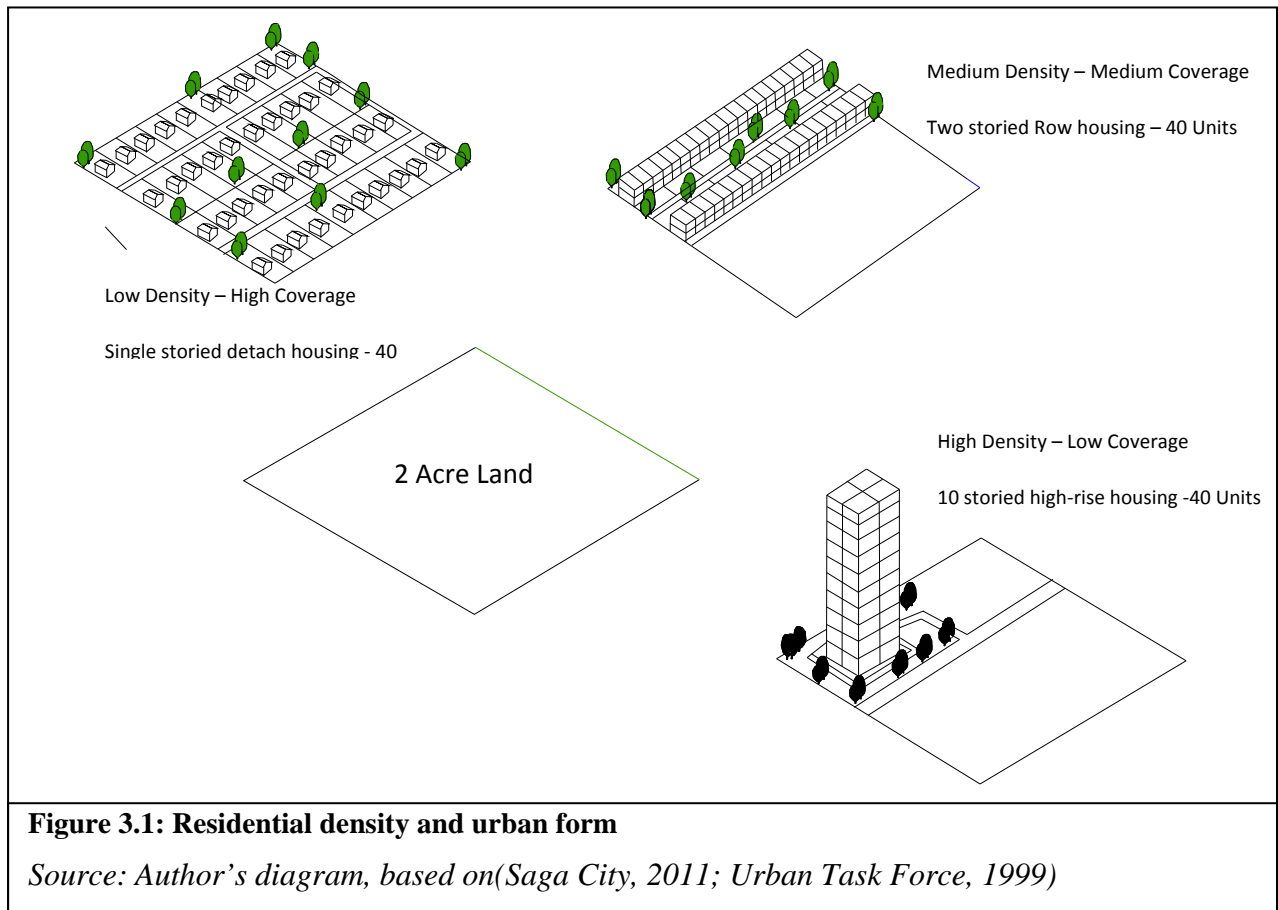 Medium Density – Medium Coverage
Two storied Row housing – 40 Units
Low Density – High Coverage
Single storied detach housing - 40
2 Acre Land
High Density – Low Coverage
10 storied high-rise housing -40 Units
Figure 3.1: Residential density and urban form
Source: Author’s diagram, based on(Saga City, 2011; Urban Task Force, 1999)